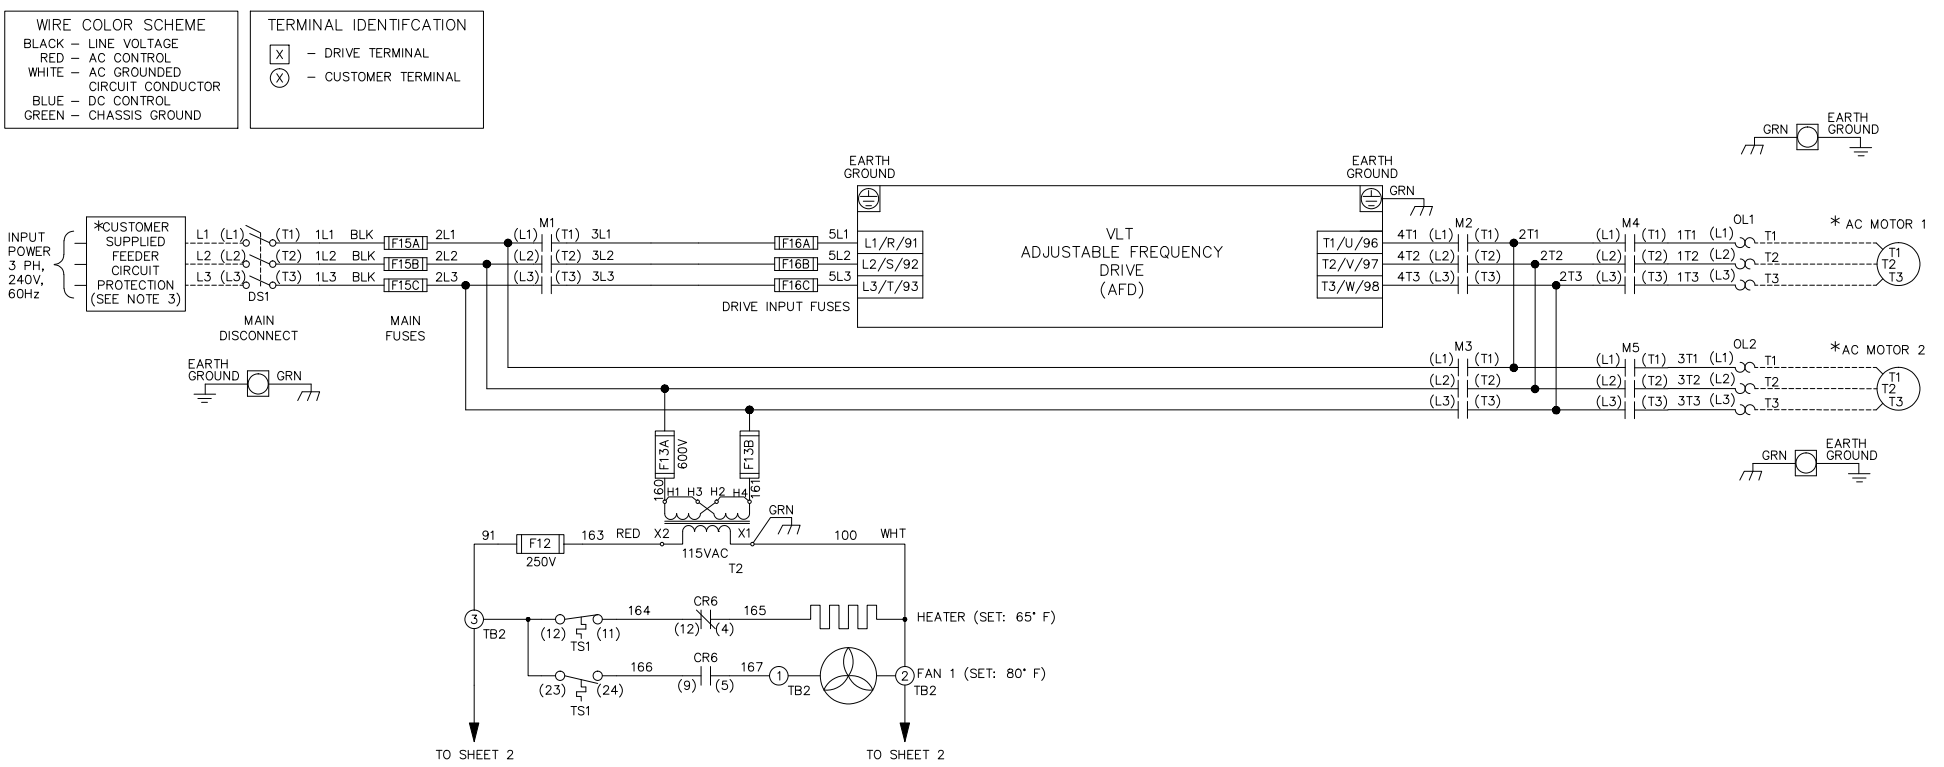 WIRE COLOR SCHEME
BLACK – LINE VOLTAGE
RED – AC CONTROL
WHITE – AC GROUNDED
CIRCUIT CONDUCTOR
BLUE – DC CONTROL
GREEN – CHASSIS GROUND
TERMINAL IDENTIFCATION
X – DRIVE TERMINAL
X – CUSTOMER TERMINAL
GRN EARTH
GROUND
EARTH
GROUND
EARTH
GROUND
GRN
INPUT
POWER
3 PH,
240V,
60Hz
*CUSTOMER
SUPPLIED
FEEDER
CIRCUIT
PROTECTION
(SEE NOTE 3)
L1 (L1) (T1) 1L1 BLK F15A 2L1 (L1) M1 (T1) 3L1 F16A 5L1 L1/R/91
L2 (L2) (T2) 1L2 BLK F15B 2L2 (L2) (T2) 3L2 F16B 5L2 L2/S/92
L3 (L3) (T3) 1L3 BLK F15C 2L3 (L3) (T3) 3L3 F16C 5L3 L3/T/93
DS1
MAIN
DISCONNECT
MAIN
FUSES
DRIVE INPUT FUSES
VLT
ADJUSTABLE FREQUENCY
DRIVE
(AFD)
T1/U/96 4T1 (L1) M2 (T1) 2T1 (L1) M4 (T1) 1T1 (L1) OL1 T1
T2/V/97 4T2 (L2) (T2) 2T2 (L2) (T2) 1T2 (L2) T2
T3/W/98 4T3 (L3) (T3) 2T3 (L3) (T3) 1T3 (L3) T3
* AC MOTOR 1
T1
T2
T3
EARTH
GROUND GRN
(L1) M3 (T1) (L1) M5 (T1) 3T1 (L1) OL2 T1
(L2) (T2) (L2) (T2) 3T2 (L2) T2
(L3) (T3) (L3) (T3) 3T3 (L3) T3
*AC MOTOR 2
T1
T2
T3
GRN EARTH
GROUND
F13A
600V
F13B
160
161
H1 H3 H2 H4
GRN
91 F12 163 RED X2 X1 100 WHT
250V
115VAC
T2
3 TB2
(12) (11) 164 CR6 165
TS1 (12) (4)
HEATER (SET: 65° F)
(23) (24) 166 CR6 167 1 2 FAN 1 (SET: 80° F)
TS1 (9) (5) TB2 TB2
TO SHEET 2
TO SHEET 2